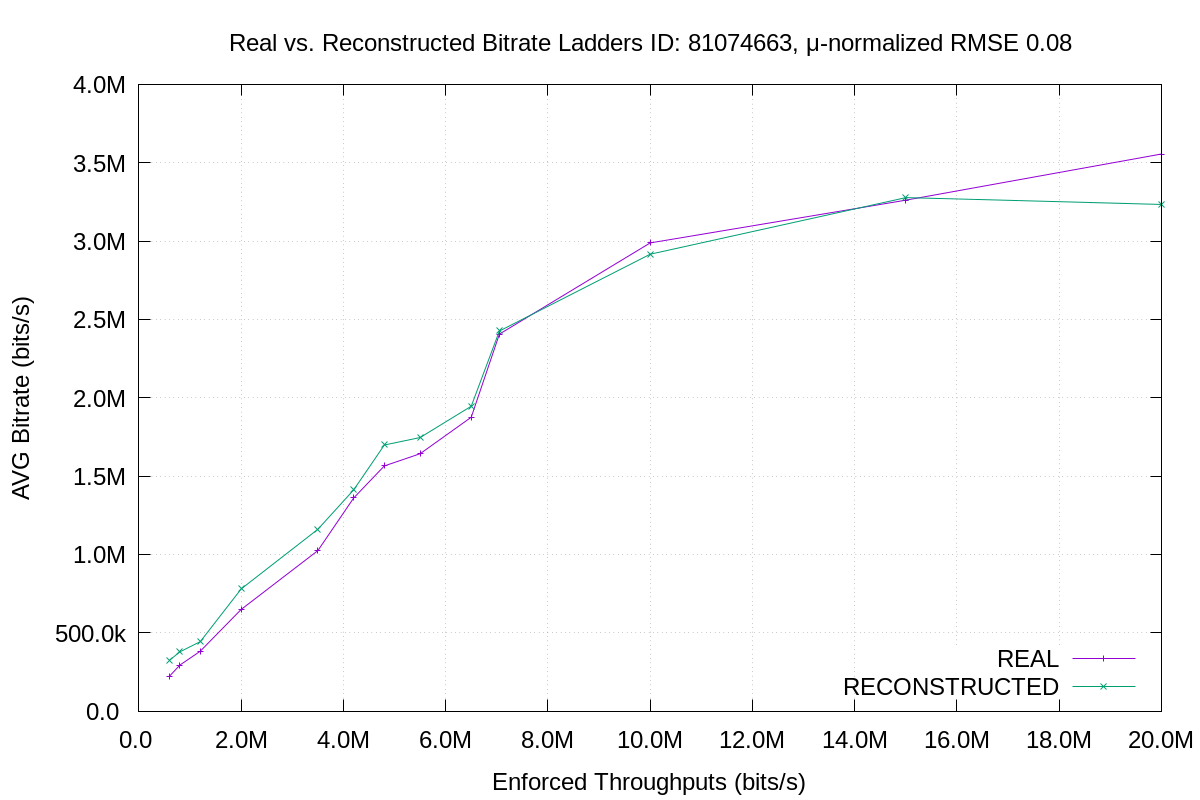 Real vs. Reconstructed Bitrate Ladders ID: 81074663, μ-normalized RMSE 0.08
4.0M
3.5M
3.0M
2.5M
2.0M
1.5M
1.0M
500.0k
0.0
AVG Bitrate (bits/s)
REAL
RECONSTRUCTED
0.0 2.0M 4.0M 6.0M 8.0M 10.0M 12.0M 14.0M 16.0M 18.0M 20.0M
Enforced Throughputs (bits/s)